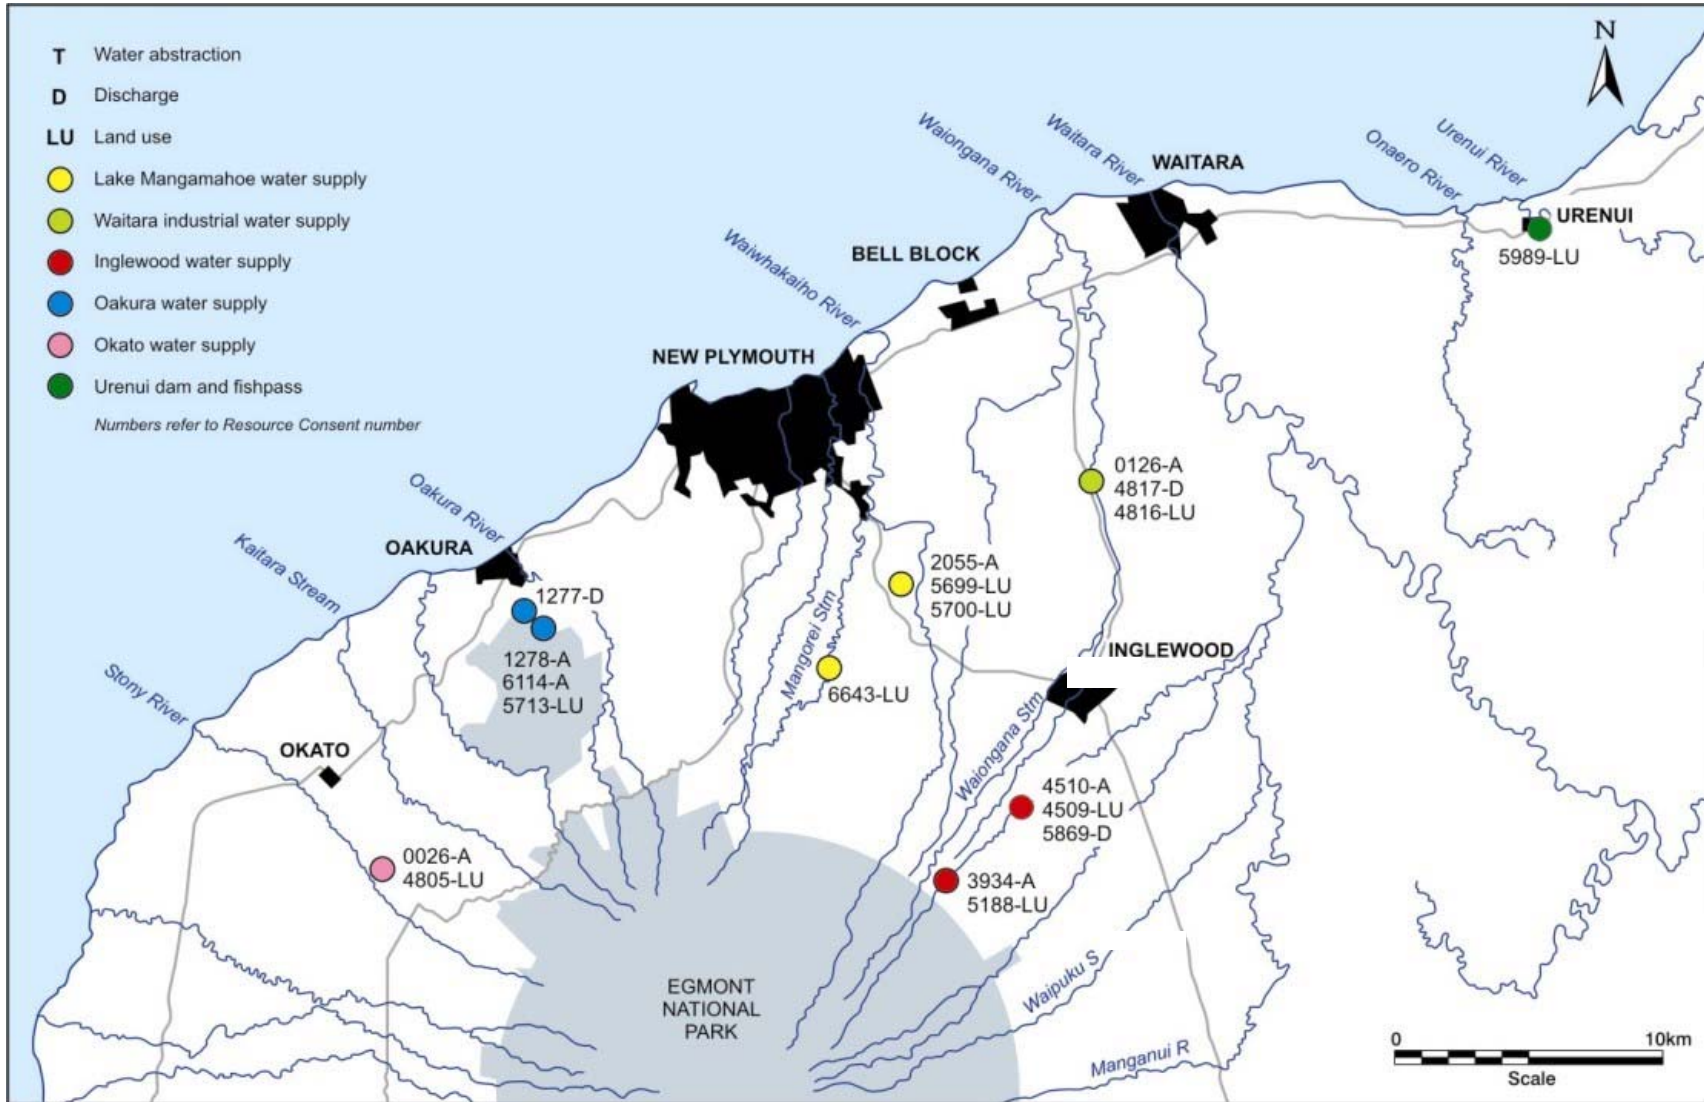 T Water abstraction
D Discharge
LU Land use
Lake Mangamahoe water supply
Waitara industrial water supply
Inglewood water supply
Oakura water supply
Okato water supply
Urenui dam and fishpass
Numbers refer to Resource Consent number
N
Waiongana River
Waitara River
WAITARA
Onaero River
Urenui River
URENUI
5989-LU
BELL BLOCK
Waiwhakaiho River
NEW PLYMOUTH
0126-A
4817-D
4816-LU
Oakura River
OAKURA
Kaitara Stream
1277-D
1278-A
6114-A
5713-LU
2055-A
5699-LU
5700-LU
Mangorei Stm
6643-LU
INGLEWOOD
Stony River
OKATO
Waiongana Stm
4510-A
4509-LU
5869-D
0026-A
4805-LU
3934-A
5188-LU
EGMONT
NATIONAL
PARK
Waipuku S
Manganui R
0 10km
Scale